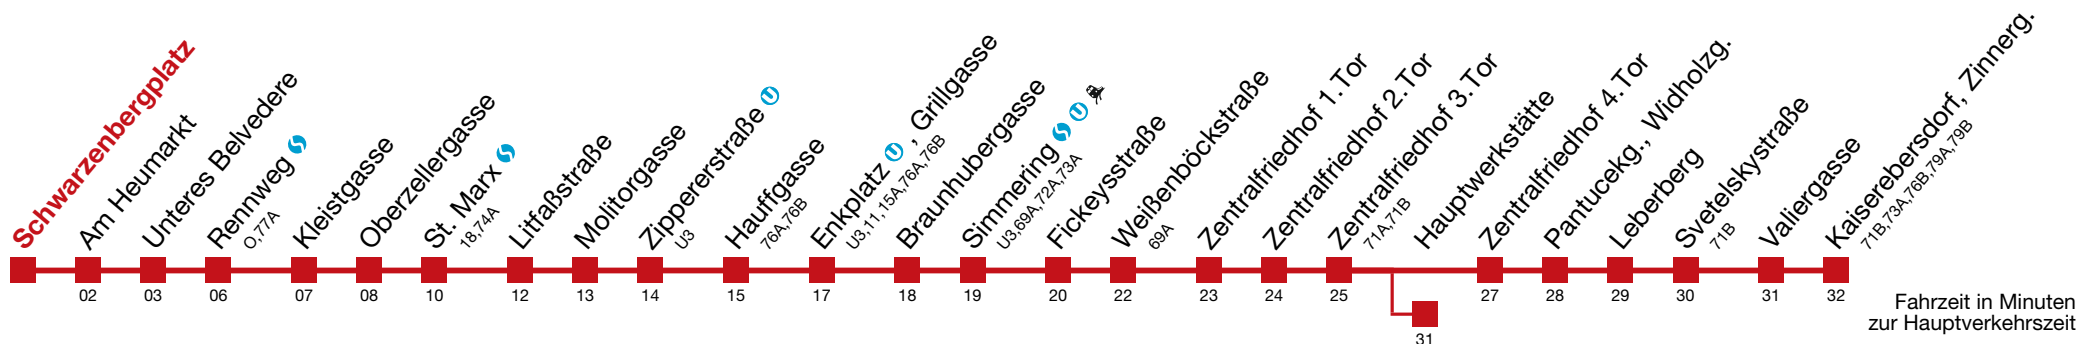 Schwarzenbergplatz
Am Heumarkt
Unteres Belvedere
Rennweg
O,77A
Kleistgasse
Oberzellergasse
St. Marx
18,74A
Litfaßstraße
Molitorgasse
Zippererstraße U
U3
Hauffgasse
76A,76B
Enkplatz U , Grillgasse
U3,11,15A,76A,76B
Braunhubergasse
Simmering U
U3,69A,72A,73A
Fickeysstraße
Weißenböckstraße
69A
Zentralfriedhof 1.Tor
Zentralfriedhof 2.Tor
Zentralfriedhof 3.Tor
71A,71B
Hauptwerkstätte
Zentralfriedhof 4.Tor
Pantucekg., Widholzg.
Leberberg
Svetelskystraße
71B
Valiergasse
Kaiserebersdorf, Zinnerg.
71B,73A,76B,79A,79B
02 03 06 07 08 10 12 13 14 15 17 18 19 20 22 23 24 25 27 28 29 30 31 32
31
Fahrzeit in Minuten
zur Hauptverkehrszeit